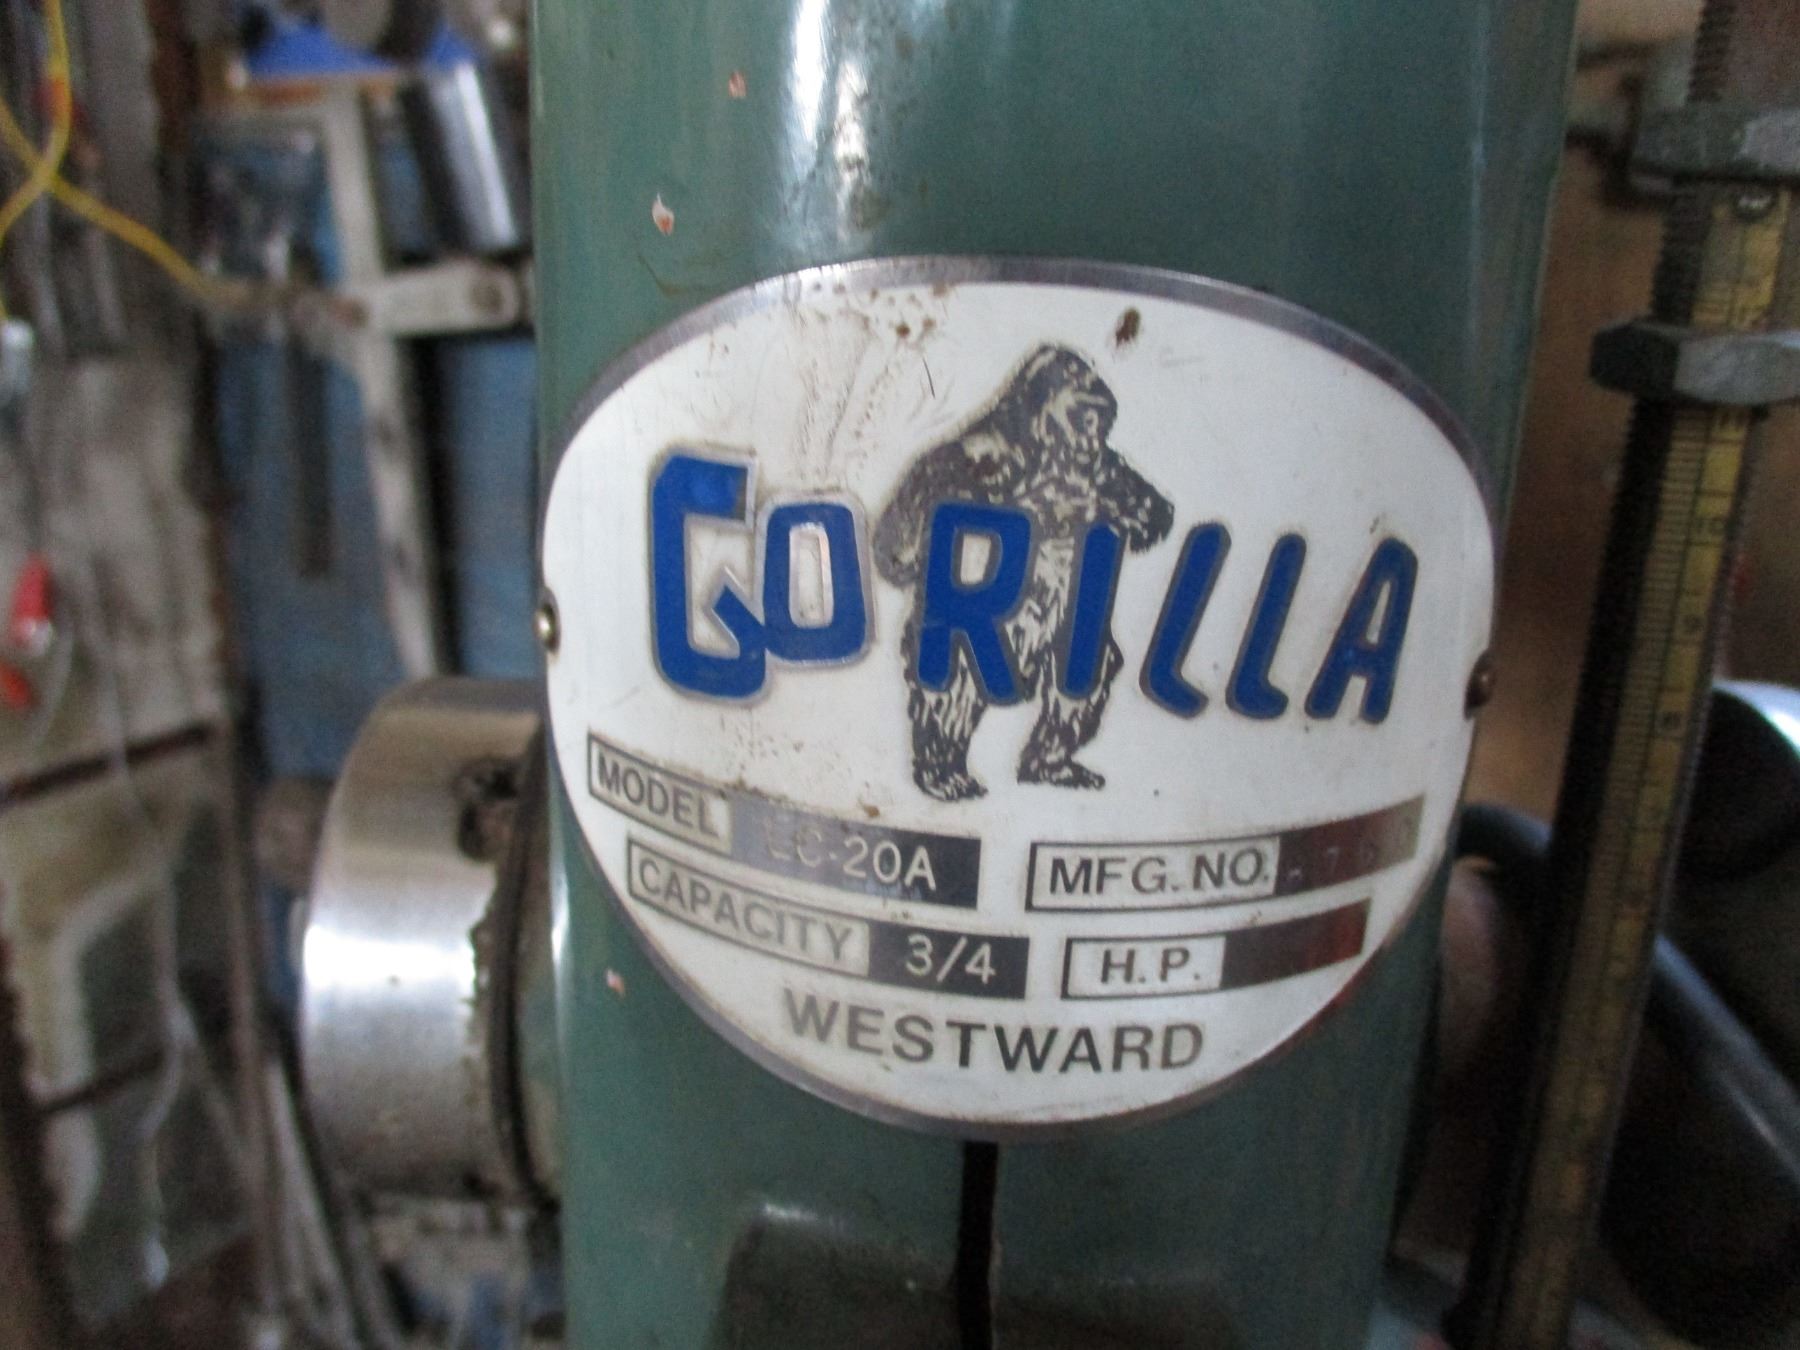 GORILLA
MODEL LC-20A
MFG. NO.
CAPACITY 3/4
H.P.
WESTWARD